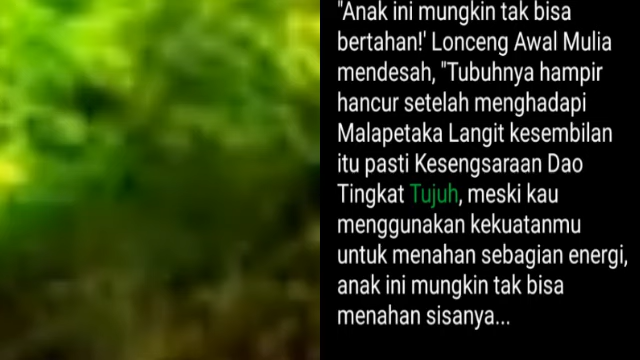 "Anak ini mungkin tak bisa
bertahan!' Lonceng Awal Mulia
mendesah, "Tubuhnya hampir
hancur setelah menghadapi
Malapetaka Langit kesembilan
itu pasti Kesengsaraan Dao
Tingkat Tujuh, meski kau
menggunakan kekuatanmu
untuk menahan sebagian energi,
anak ini mungkin tak bisa
menahan sisanya...